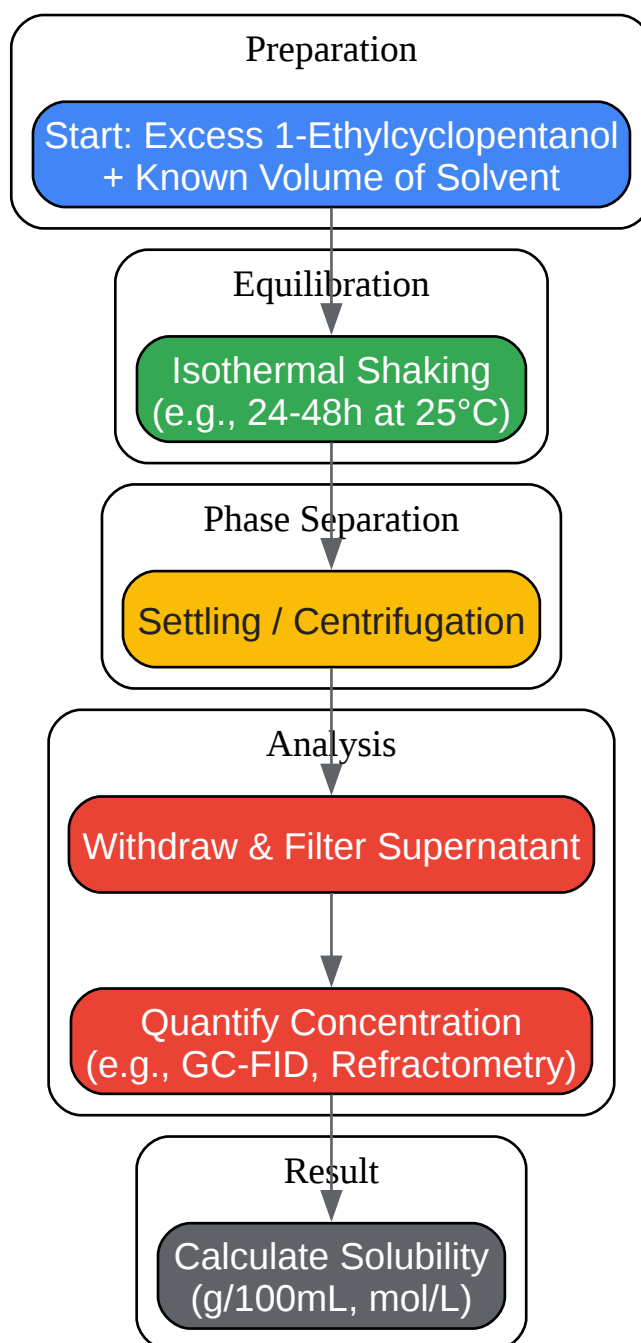 Preparation
Start: Excess 1-Ethylcyclopentanol
+ Known Volume of Solvent
Equilibration
Isothermal Shaking
(e.g., 24-48h at 25°C)
Phase Separation
Settling / Centrifugation
Analysis
Withdraw & Filter Supernatant
Quantify Concentration
(e.g., GC-FID, Refractometry)
Result
Calculate Solubility
(g/100mL, mol/L)